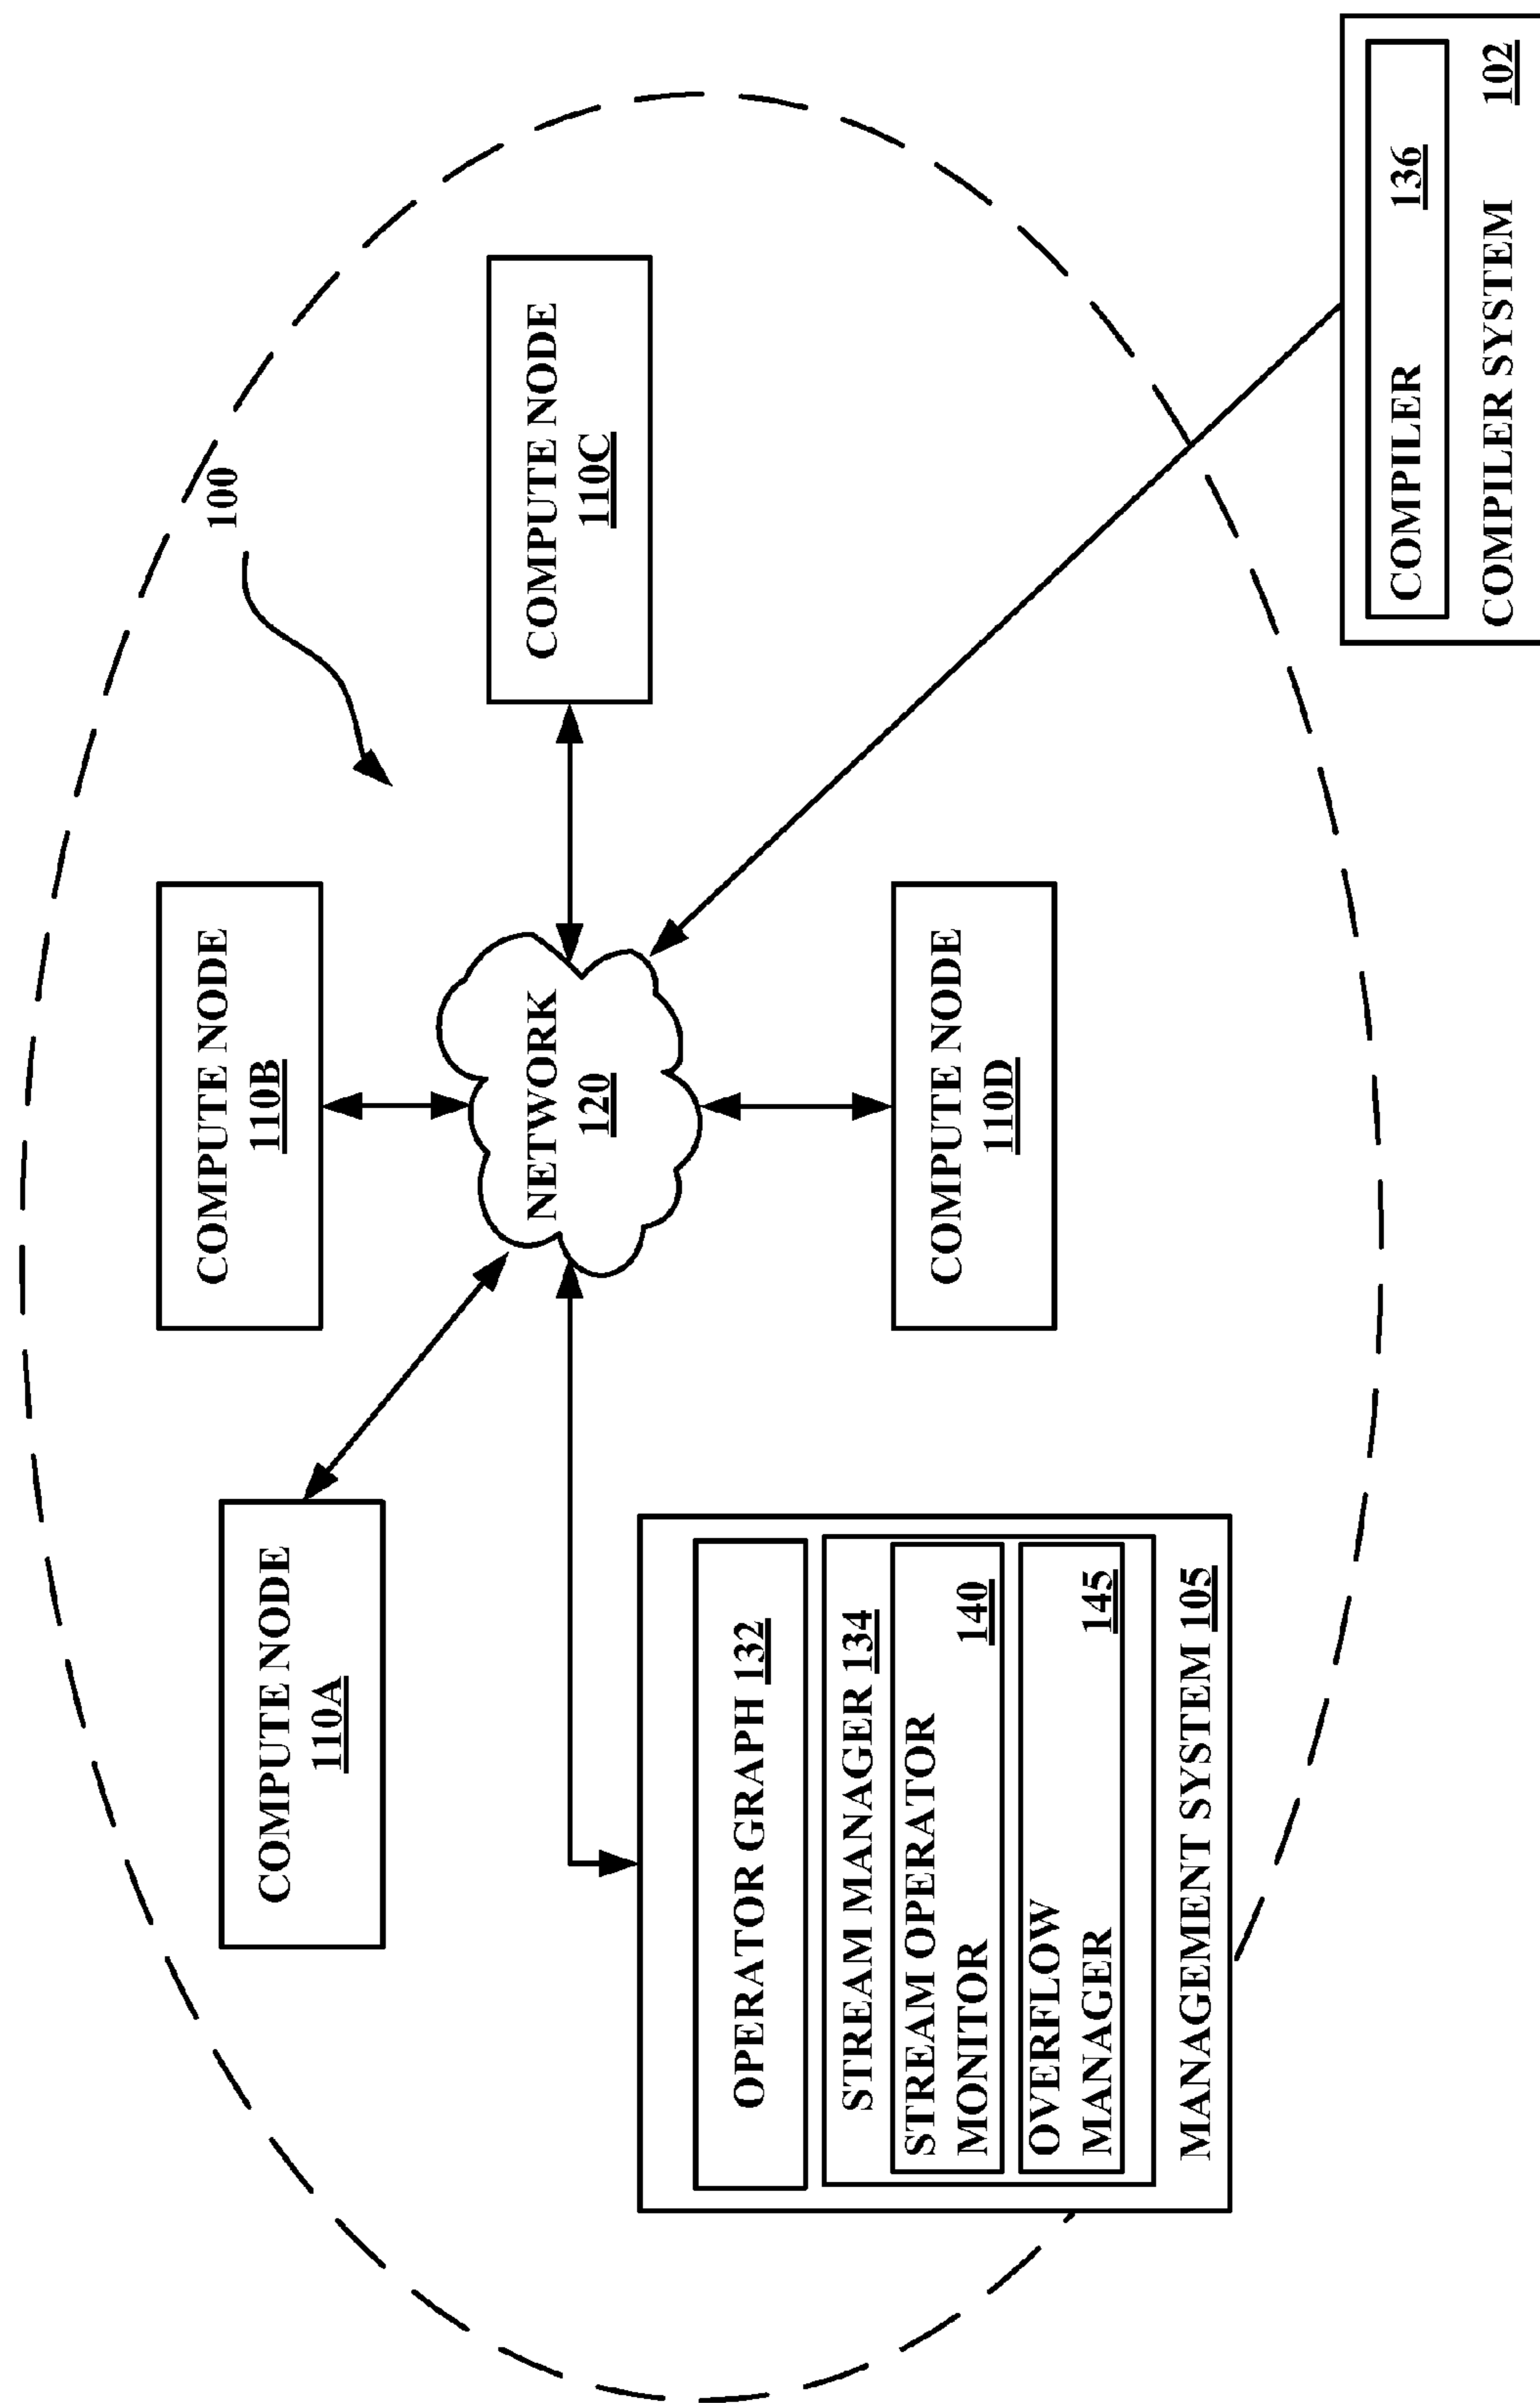 100
COMPUTE NODE
110A
COMPUTE NODE
110B
COMPUTE NODE
110C
NETWORK
120
COMPUTE NODE
110D
OPERATOR GRAPH 132
STREAM MANAGER 134
STREAM OPERATOR
MONITOR 140
OVERFLOW
MANAGER 145
MANAGEMENT SYSTEM 105
COMPILER 136
COMPILER SYSTEM 102